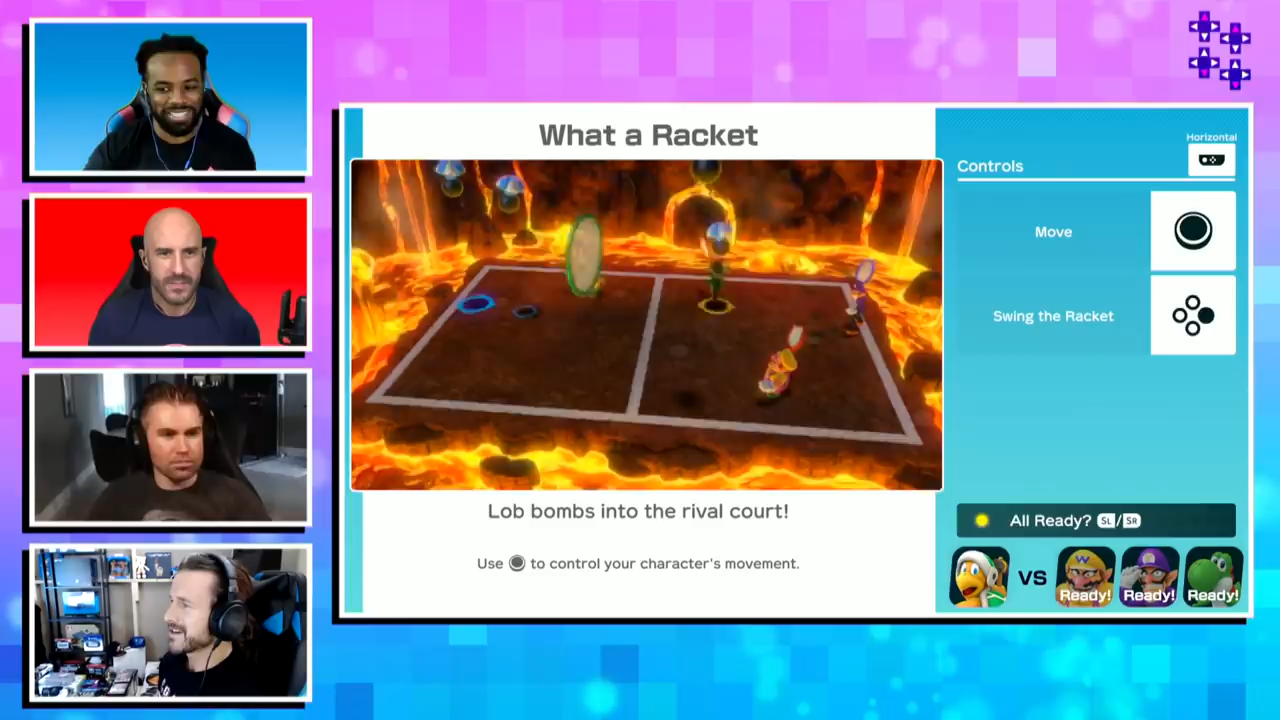 What a Racket
Horizontal
Controls
Move
Swing the Racket
Lob bombs into the rival court!
Use to control your character's movement.
All Ready? SL/SR
VS
Ready! Ready! Ready!